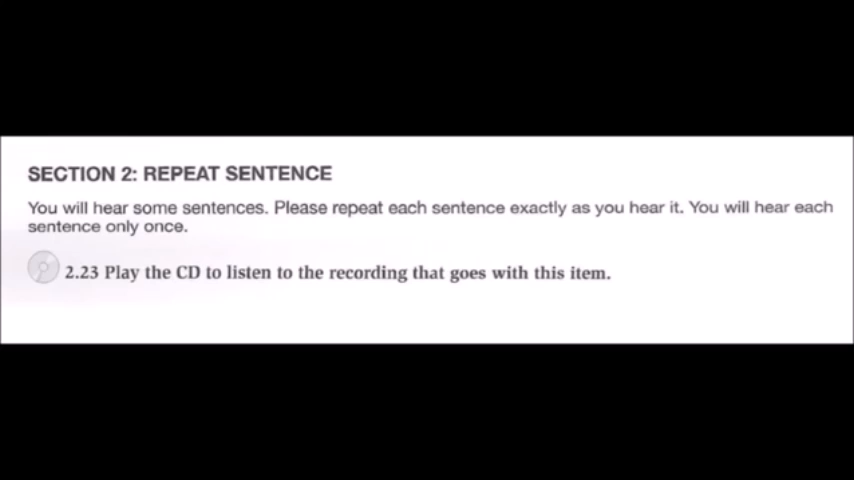 SECTION 2: REPEAT SENTENCE
You will hear some sentences. Please repeat each sentence exactly as you hear it. You will hear each
sentence only once.
2.23 Play the CD to listen to the recording that goes with this item.